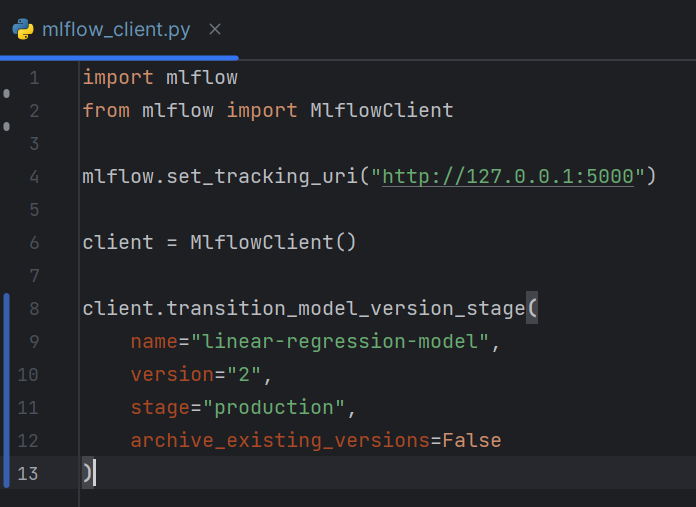 mlflow_client.py
1 import mlflow
2 from mlflow import MlflowClient
3
4 mlflow.set_tracking_uri("http://127.0.0.1:5000")
5
6 client = MlflowClient()
7
8 client.transition_model_version_stage(
9     name="linear-regression-model",
10     version="2",
11     stage="production",
12     archive_existing_versions=False
13 )